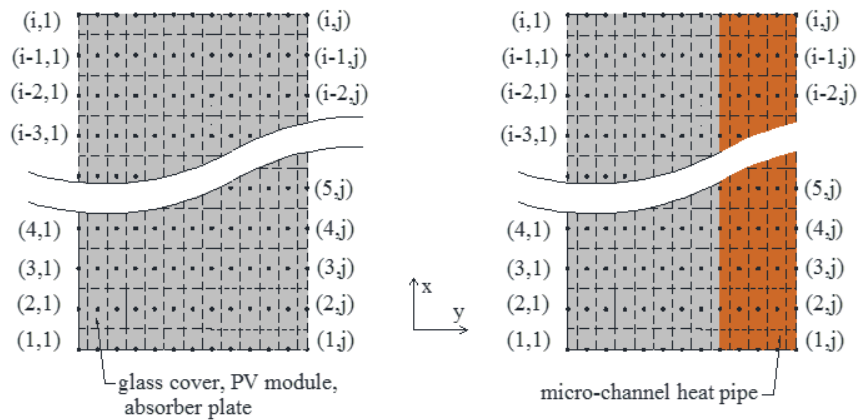 (i,1)
(i-1,1)
(i-2,1)
(i-3,1)
(4,1)
(3,1)
(2,1)
(1,1)
(i,j)
(i-1,j)
(i-2,j)
(5,j)
(4,j)
(3,j)
(2,j)
(1,j)
glass cover, PV module,
absorber plate
x
y
(i,1)
(i-1,1)
(i-2,1)
(i-3,1)
(4,1)
(3,1)
(2,1)
(1,1)
(i,j)
(i-1,j)
(i-2,j)
(5,j)
(4,j)
(3,j)
(2,j)
(1,j)
micro-channel heat pipe